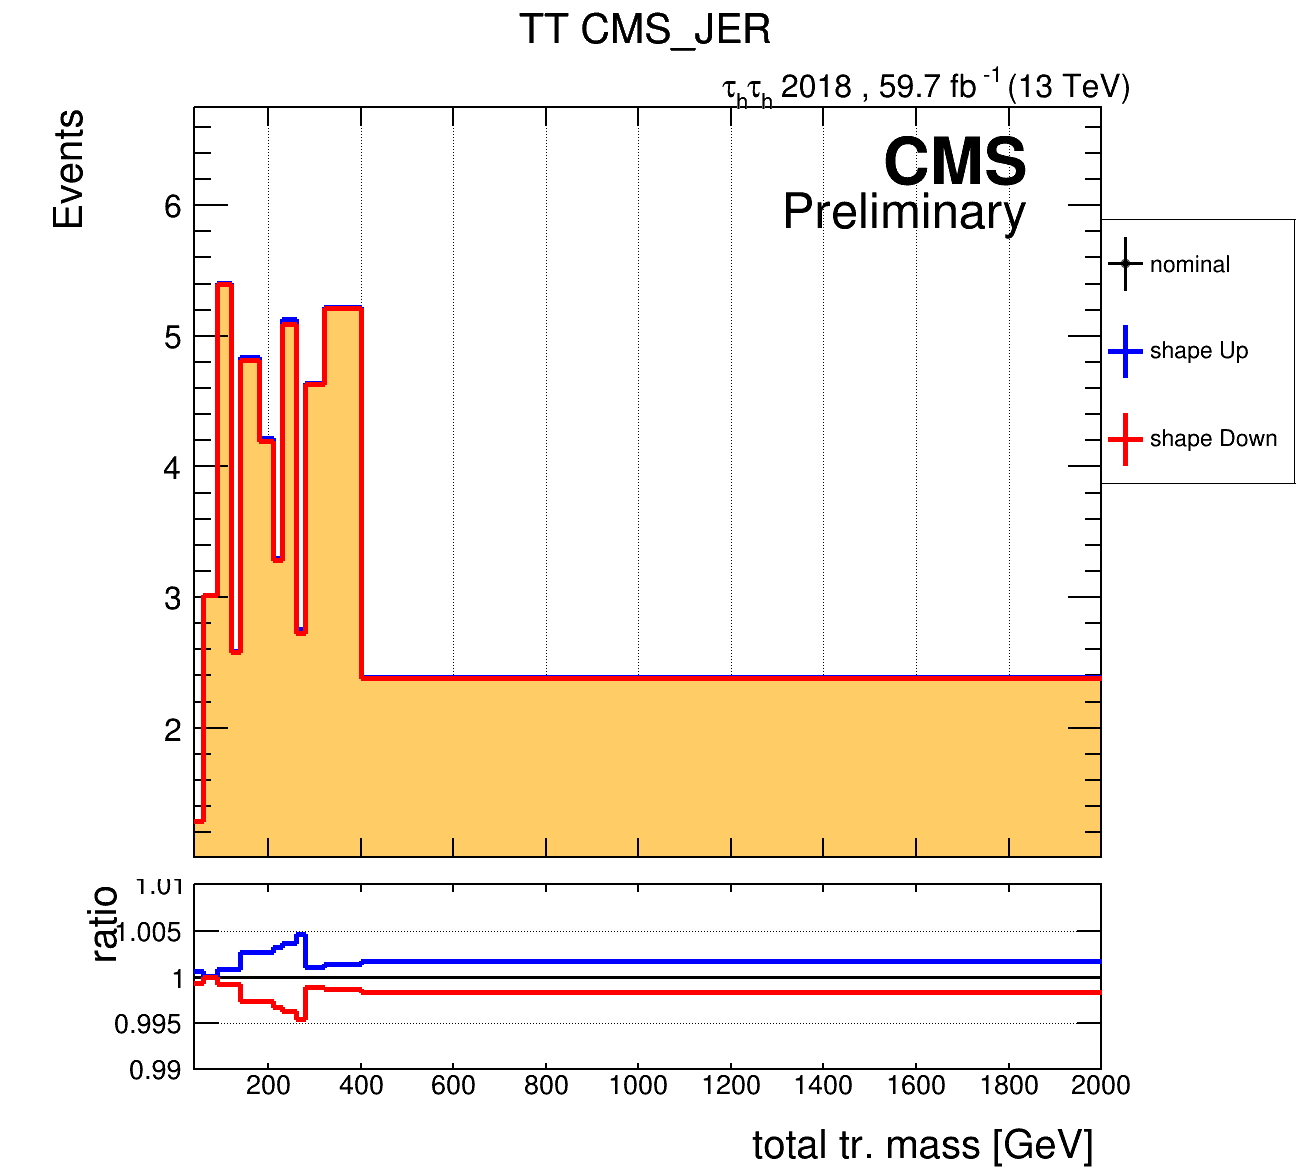 TT CMS_JER
τhτh 2018 , 59.7 fb -1 (13 TeV)
Events
CMS
Preliminary
6
5
4
3
2
nominal
shape Up
shape Down
ratio
1.01
1.005
1
0.995
0.99
200 400 600 800 1000 1200 1400 1600 1800 2000
total tr. mass [GeV]